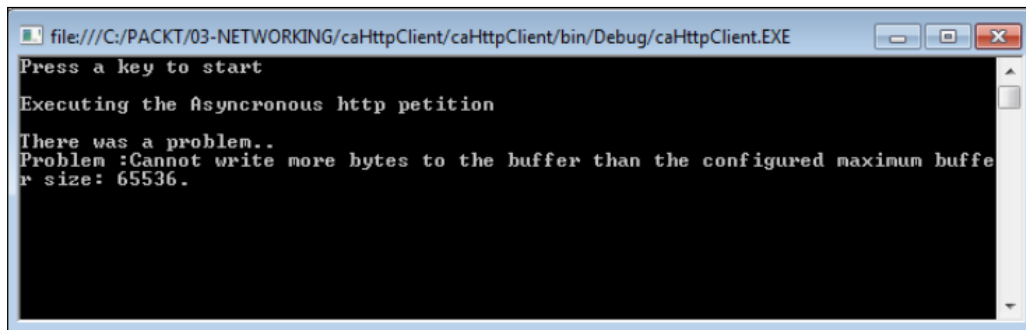 file:///C:/PACKT/03-NETWORKING/caHttpClient/caHttpClient/bin/Debug/caHttpClient.EXE
Press a key to start
Executing the Asyncronous http petition
There was a problem..
Problem :Cannot write more bytes to the buffer than the configured maximum buffe
r size: 65536.